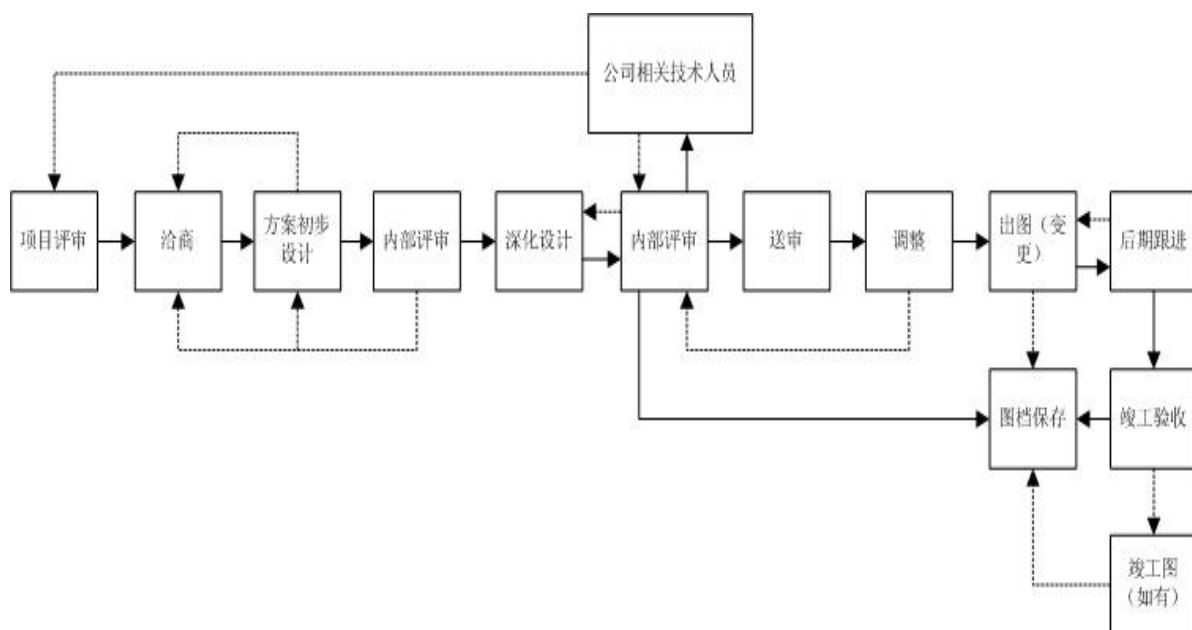 公司相关技术人员
项目评审
洽商
方案初步
设计
内部评审
深化设计
内部评审
送审
调整
出图（变
更）
后期跟进
图档保存
竣工验收
竣工图
（如有）